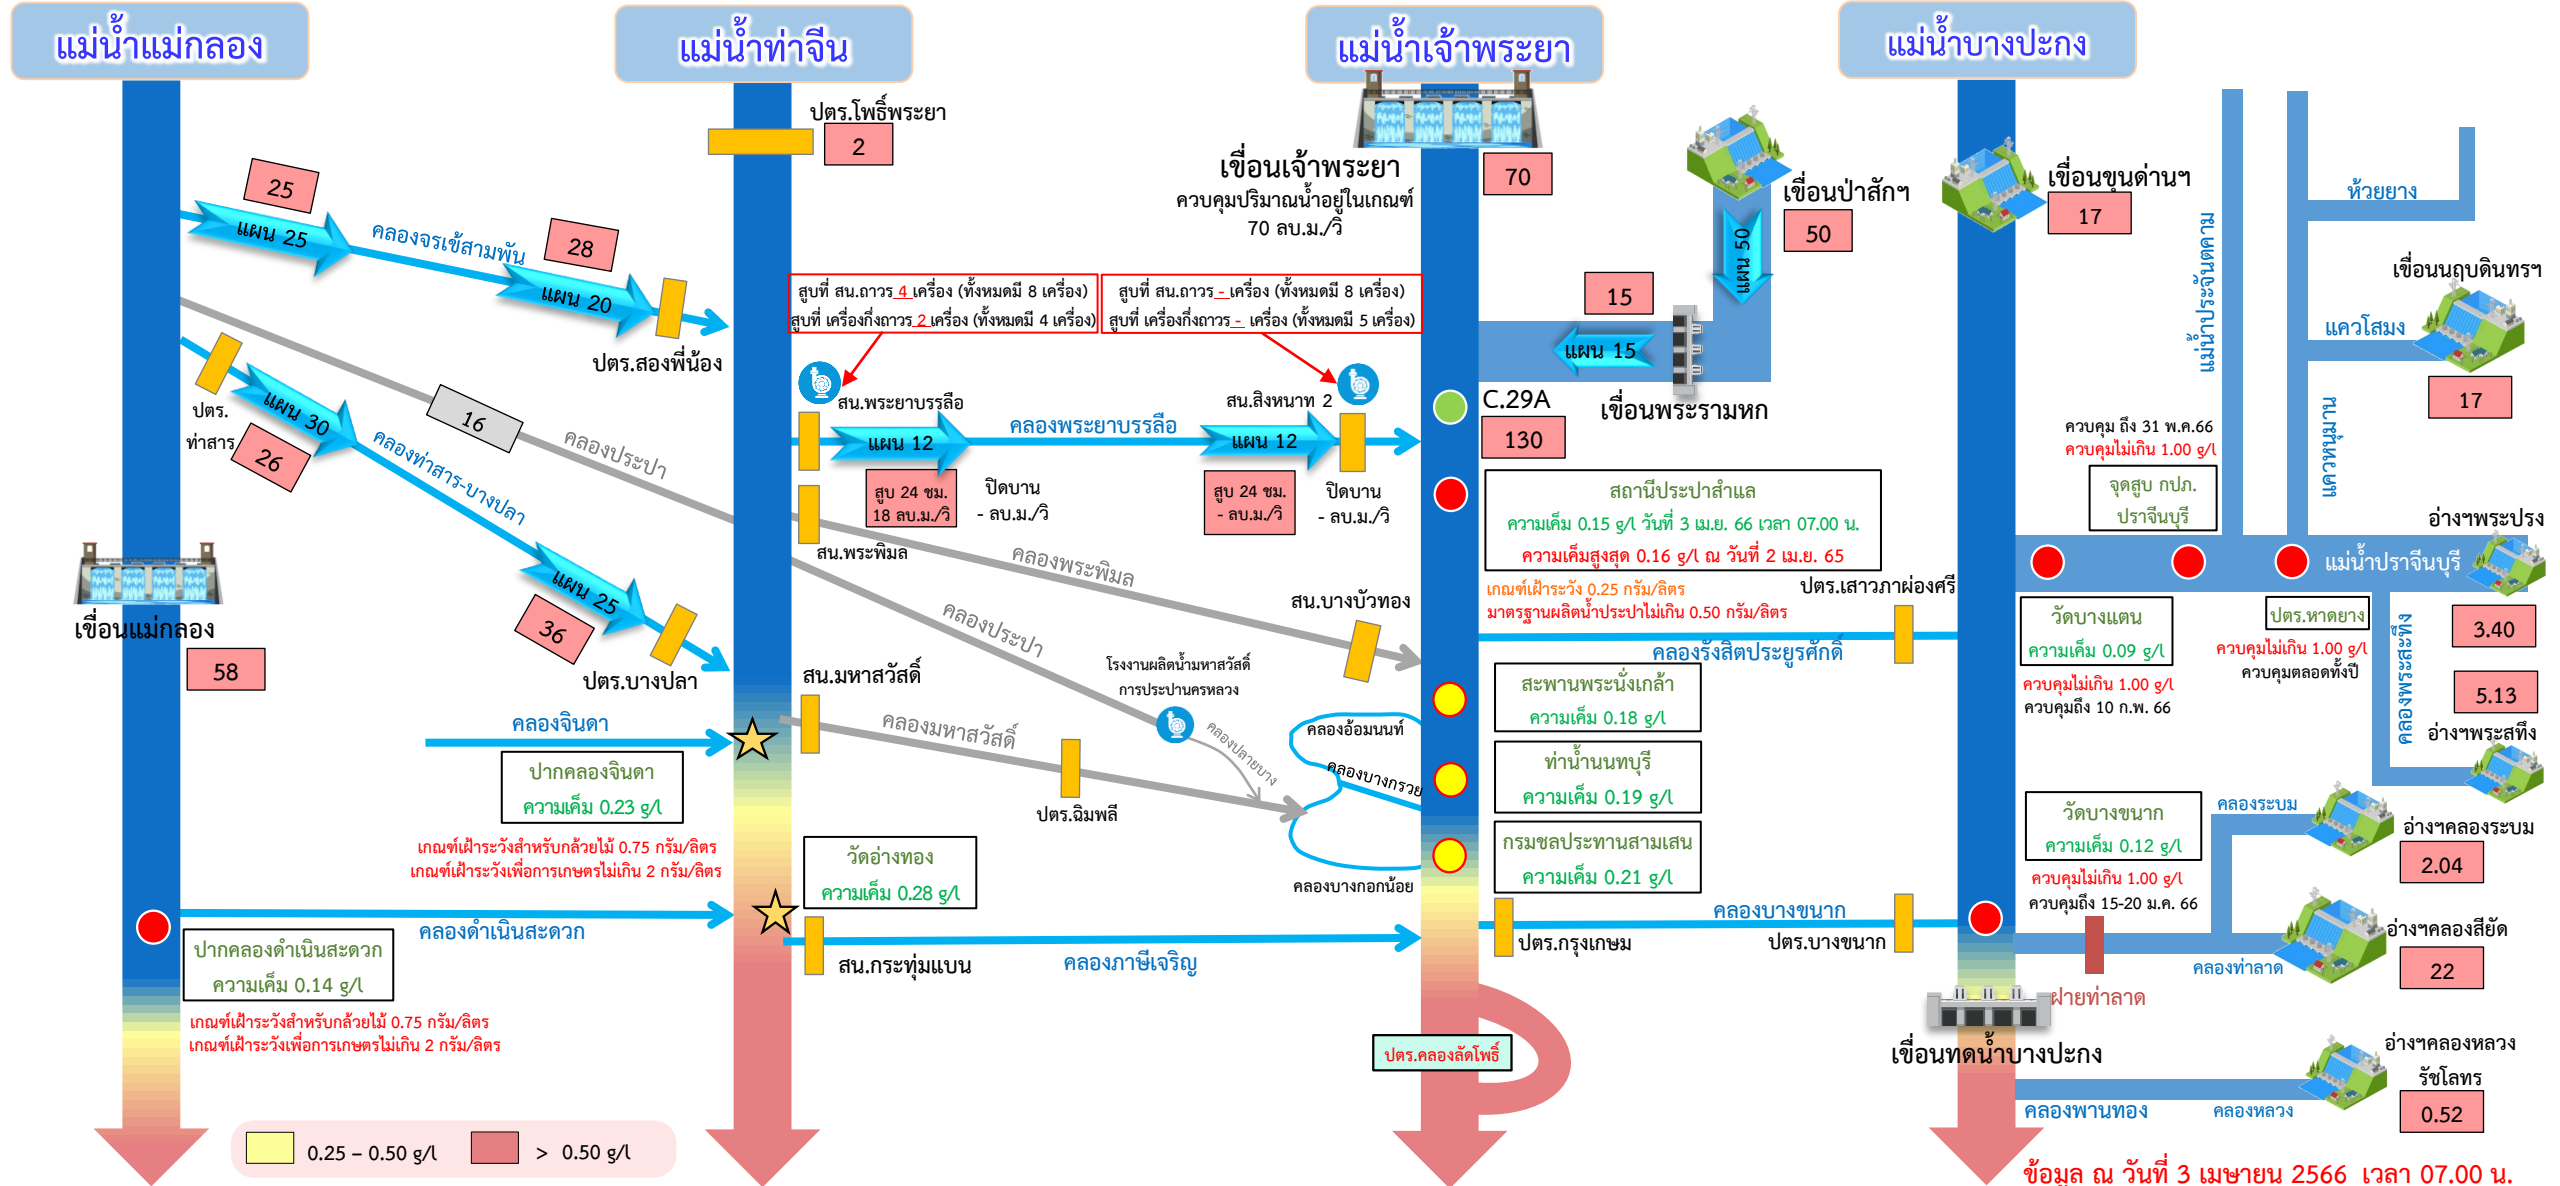 แม่น้ำแม่กลอง
แม่น้ำท่าจีน
แม่น้ำเจ้าพระยา
แม่น้ำบางปะกง
ปตร.โพธิ์พระยา
2
25
แผน 25
คลองจรเข้สามพัน
28
แผน 20
ปตร.สองพี่น้อง
ปตร.
ท่าสาร
แผน 30
26
16
คลองประปา
คลองท่าสาร-บางปลา
แผน 25
36
ปตร.บางปลา
เขื่อนแม่กลอง
58
คลองจินดา
ปากคลองจินดา
ความเค็ม 0.23 g/l
เกณฑ์เฝ้าระวังสำหรับกล้วยไม้ 0.75 กรัม/ลิตร
เกณฑ์เฝ้าระวังเพื่อการเกษตรไม่เกิน 2 กรัม/ลิตร
คลองดำเนินสะดวก
ปากคลองดำเนินสะดวก
ความเค็ม 0.14 g/l
เกณฑ์เฝ้าระวังสำหรับกล้วยไม้ 0.75 กรัม/ลิตร
เกณฑ์เฝ้าระวังเพื่อการเกษตรไม่เกิน 2 กรัม/ลิตร
0.25 – 0.50 g/l
> 0.50 g/l
เขื่อนเจ้าพระยา
ควบคุมปริมาณน้ำอยู่ในเกณฑ์
70 ลบ.ม./วิ
70
สูบที่ สน.ถาวร 4 เครื่อง (ทั้งหมดมี 8 เครื่อง)
สูบที่ เครื่องกึ่งถาวร 2 เครื่อง (ทั้งหมดมี 4 เครื่อง)
สูบที่ สน.ถาวร - เครื่อง (ทั้งหมดมี 8 เครื่อง)
สูบที่ เครื่องกึ่งถาวร - เครื่อง (ทั้งหมดมี 5 เครื่อง)
สน.พระยาบรรลือ
แผน 12
คลองพระยาบรรลือ
สน.สิงหนาท 2
แผน 12
สูบ 24 ชม.
18 ลบ.ม./วิ
ปิดบาน
- ลบ.ม./วิ
สูบ 24 ชม.
- ลบ.ม./วิ
ปิดบาน
- ลบ.ม./วิ
สน.พระพิมล
คลองพระพิมล
คลองประปา
สน.บางบัวทอง
โรงงานผลิตน้ำมหาสวัสดิ์
การประปานครหลวง
สน.มหาสวัสดิ์
คลองมหาสวัสดิ์
คลองปลายบาง
ปตร.ฉิมพลี
คลองอ้อมนนท์
คลองบางกรวย
คลองบางกอกน้อย
วัดอ่างทอง
ความเค็ม 0.28 g/l
สน.กระทุ่มแบน
คลองภาษีเจริญ
เขื่อนป่าสักฯ
50
แผน 50
15
แผน 15
เขื่อนพระรามหก
C.29A
130
สถานีประปาสำแล
ความเค็ม 0.15 g/l วันที่ 3 เม.ย. 66 เวลา 07.00 น.
ความเค็มสูงสุด 0.16 g/l ณ วันที่ 2 เม.ย. 65
เกณฑ์เฝ้าระวัง 0.25 กรัม/ลิตร
มาตรฐานผลิตน้ำประปาไม่เกิน 0.50 กรัม/ลิตร
ปตร.เสาวภาผ่องศรี
คลองรังสิตประยูรศักดิ์
สะพานพระนั่งเกล้า
ความเค็ม 0.18 g/l
ท่าน้ำนนทบุรี
ความเค็ม 0.19 g/l
กรมชลประทานสามเสน
ความเค็ม 0.21 g/l
ปตร.กรุงเกษม
คลองบางขนาก
ปตร.บางขนาก
ปตร.คลองลัดโพธิ์
เขื่อนขุนด่านฯ
17
แม่น้ำประจันตคาม
ห้วยยาง
เขื่อนนฤบดินทรฯ
แควโสมง
17
แควหนุมาน
ควบคุม ถึง 31 พ.ค.66
ควบคุมไม่เกิน 1.00 g/l
จุดสูบ กปภ.
ปราจีนบุรี
อ่างฯพระปรง
แม่น้ำปราจีนบุรี
3.40
วัดบางแตน
ความเค็ม 0.09 g/l
ควบคุมไม่เกิน 1.00 g/l
ควบคุมถึง 10 ก.พ. 66
ปตร.หาดยาง
ควบคุมไม่เกิน 1.00 g/l
ควบคุมตลอดทั้งปี
คลองพระสะทึง
5.13
อ่างฯพระสทึง
วัดบางขนาก
ความเค็ม 0.12 g/l
ควบคุมไม่เกิน 1.00 g/l
ควบคุมถึง 15-20 ม.ค. 66
คลองระบม
อ่างฯคลองระบม
2.04
อ่างฯคลองสียัด
22
คลองท่าลาด
ฝายท่าลาด
เขื่อนทดน้ำบางปะกง
อ่างฯคลองหลวง
รัชโลทร
0.52
คลองพานทอง
คลองหลวง
ข้อมูล ณ วันที่ 3 เมษายน 2566 เวลา 07.00 น.